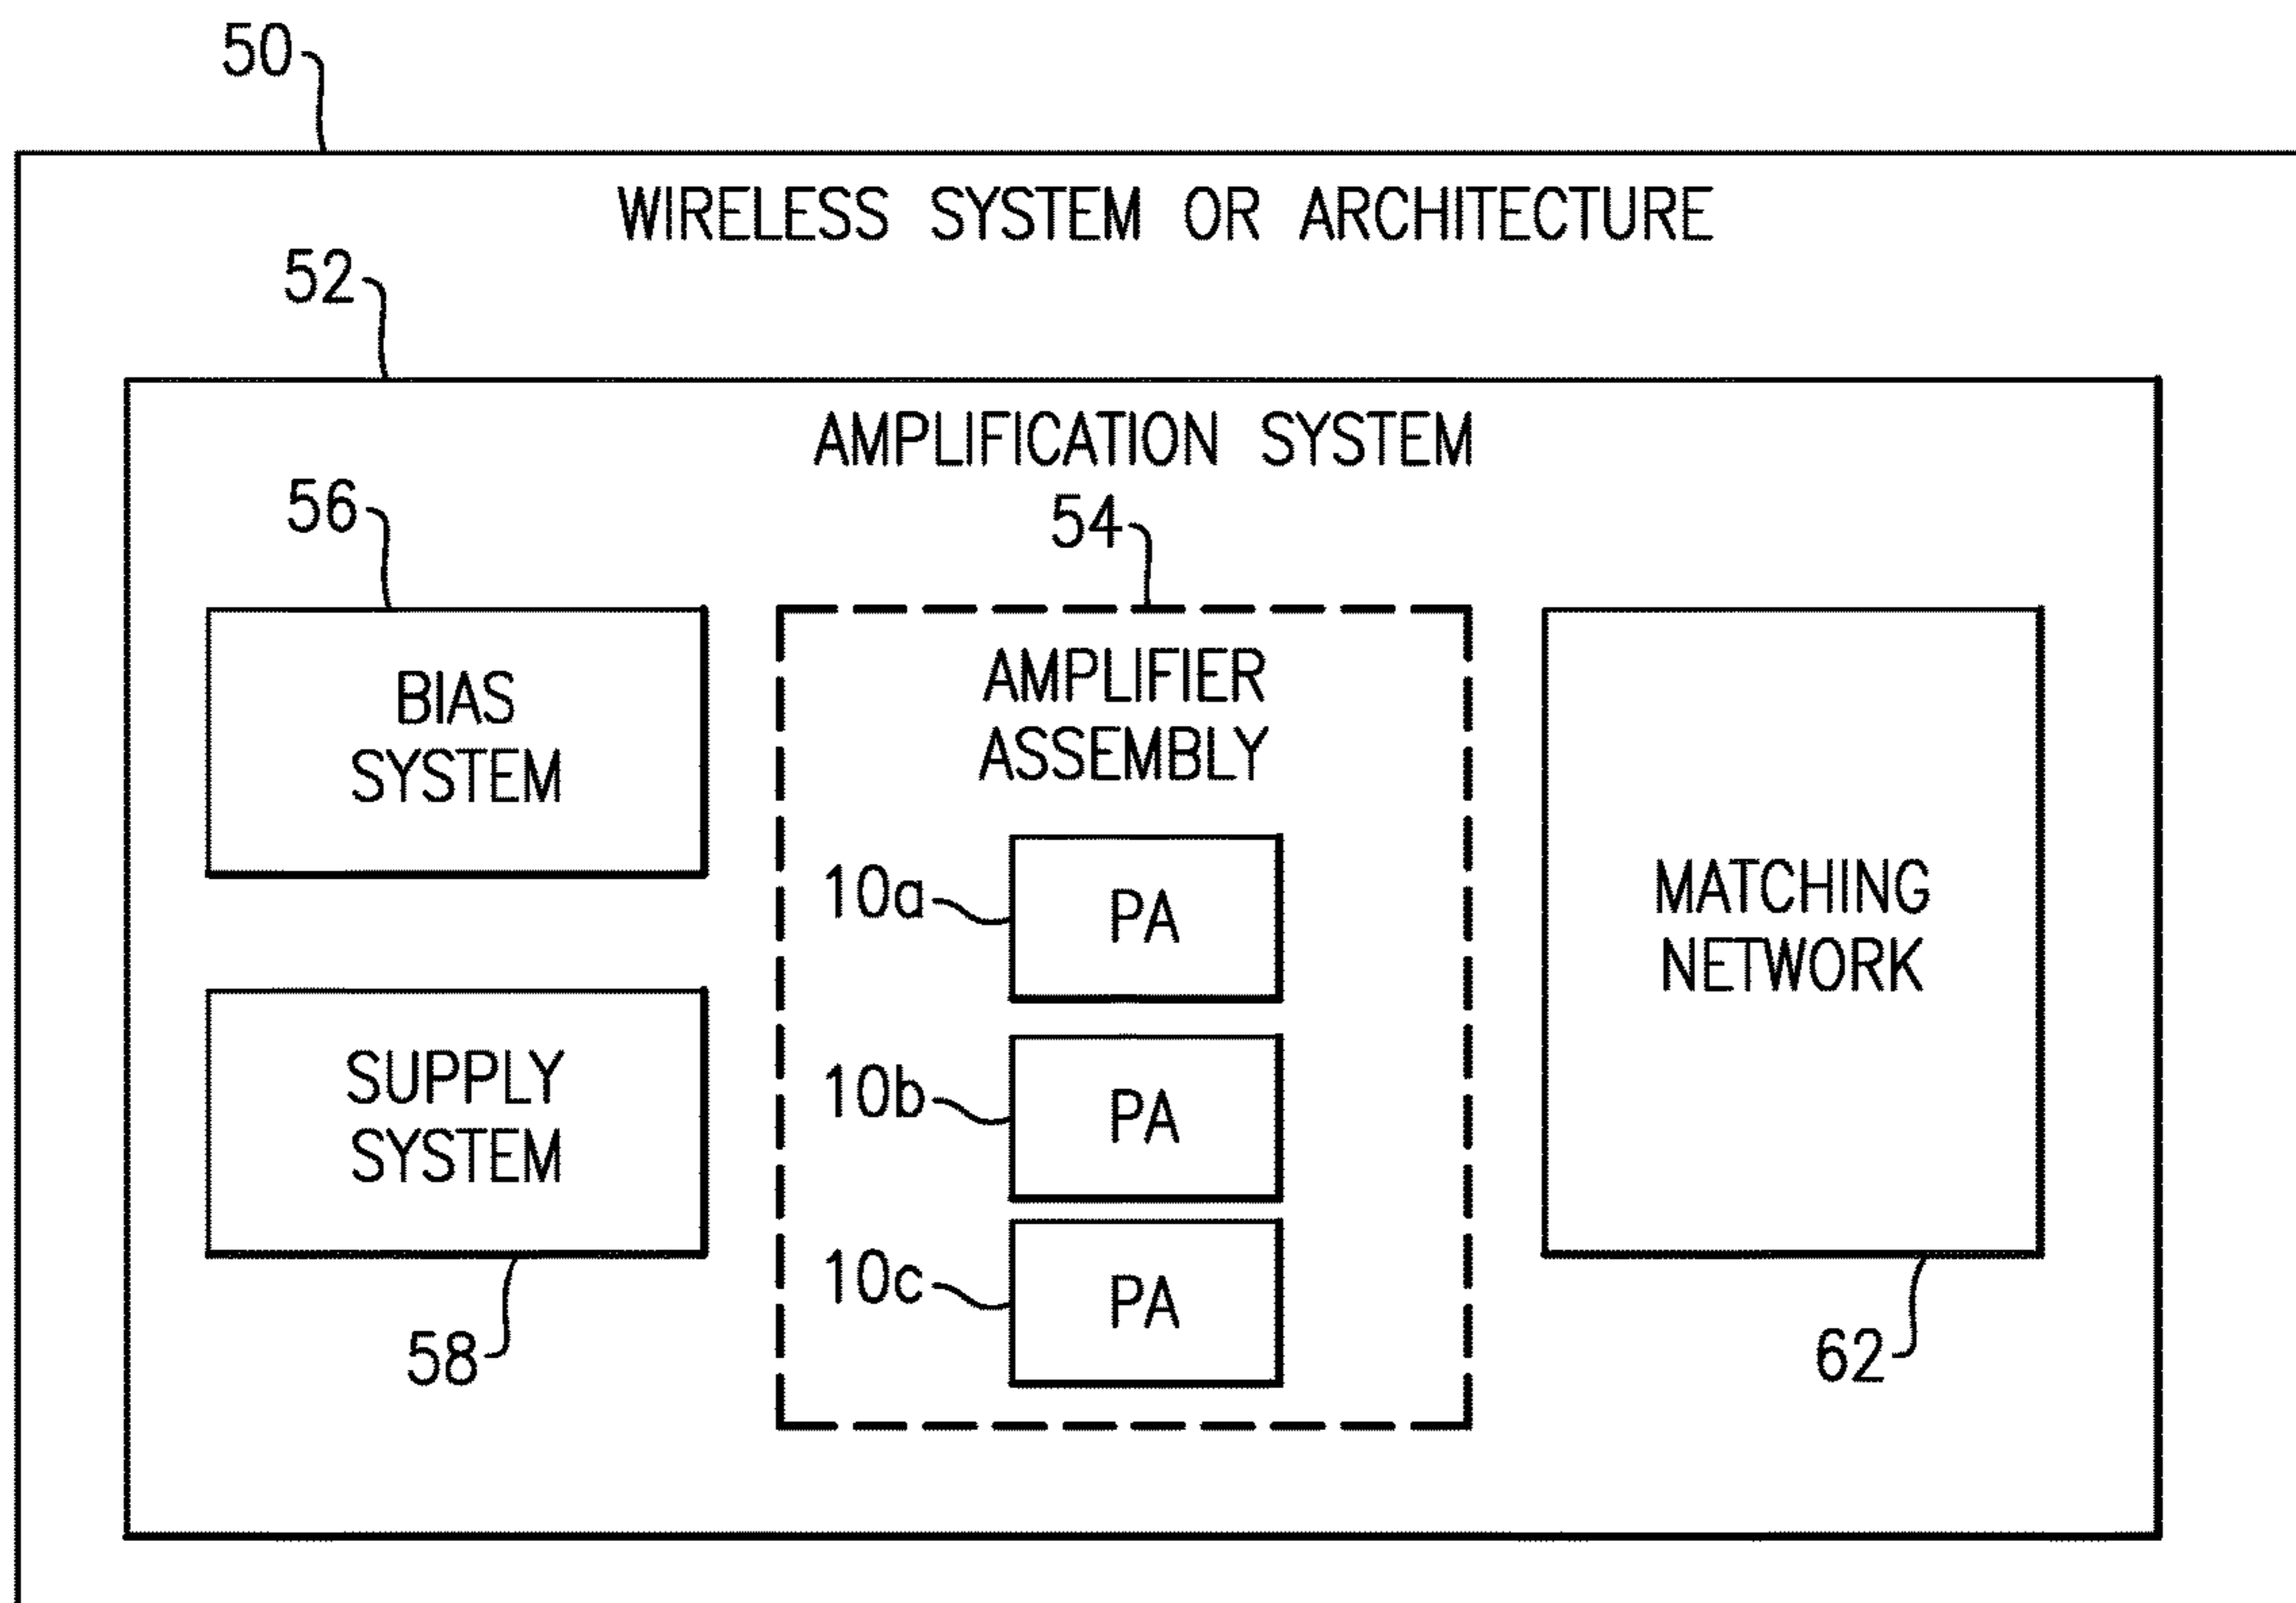 50
WIRELESS SYSTEM OR ARCHITECTURE
52
AMPLIFICATION SYSTEM
56
54
BIAS
SYSTEM
AMPLIFIER
ASSEMBLY
10a
PA
MATCHING
NETWORK
SUPPLY
SYSTEM
10b
PA
10c
PA
58
62